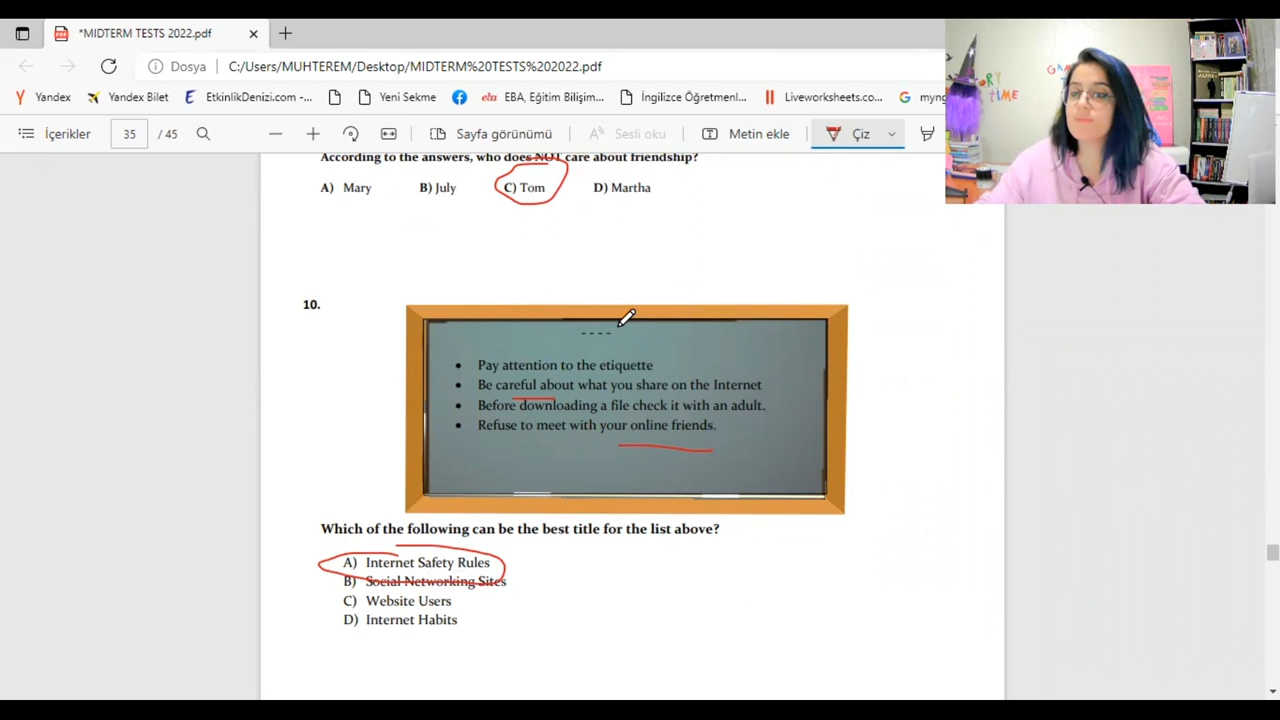 *MIDTERM TESTS 2022.pdf
Dosya C:/Users/MUHTEREM/Desktop/MIDTERM%20TESTS%202022.pdf
Yandex Yandex Bilet EtkinlikDenizi.com -... Yeni Sekme EBA, Eğitim Bilişim... İngilizce Öğretmenl... Liveworksheets.co... myng
İçerikler 35 / 45 Sayfa görünümü Sesli oku Metin ekle Çiz
According to the answers, who does NOT care about friendship?
A) Mary B) July C) Tom D) Martha
10.
----
• Pay attention to the etiquette
• Be careful about what you share on the Internet
• Before downloading a file check it with an adult.
• Refuse to meet with your online friends.
Which of the following can be the best title for the list above?
A) Internet Safety Rules
B) Social Networking Sites
C) Website Users
D) Internet Habits
TIME